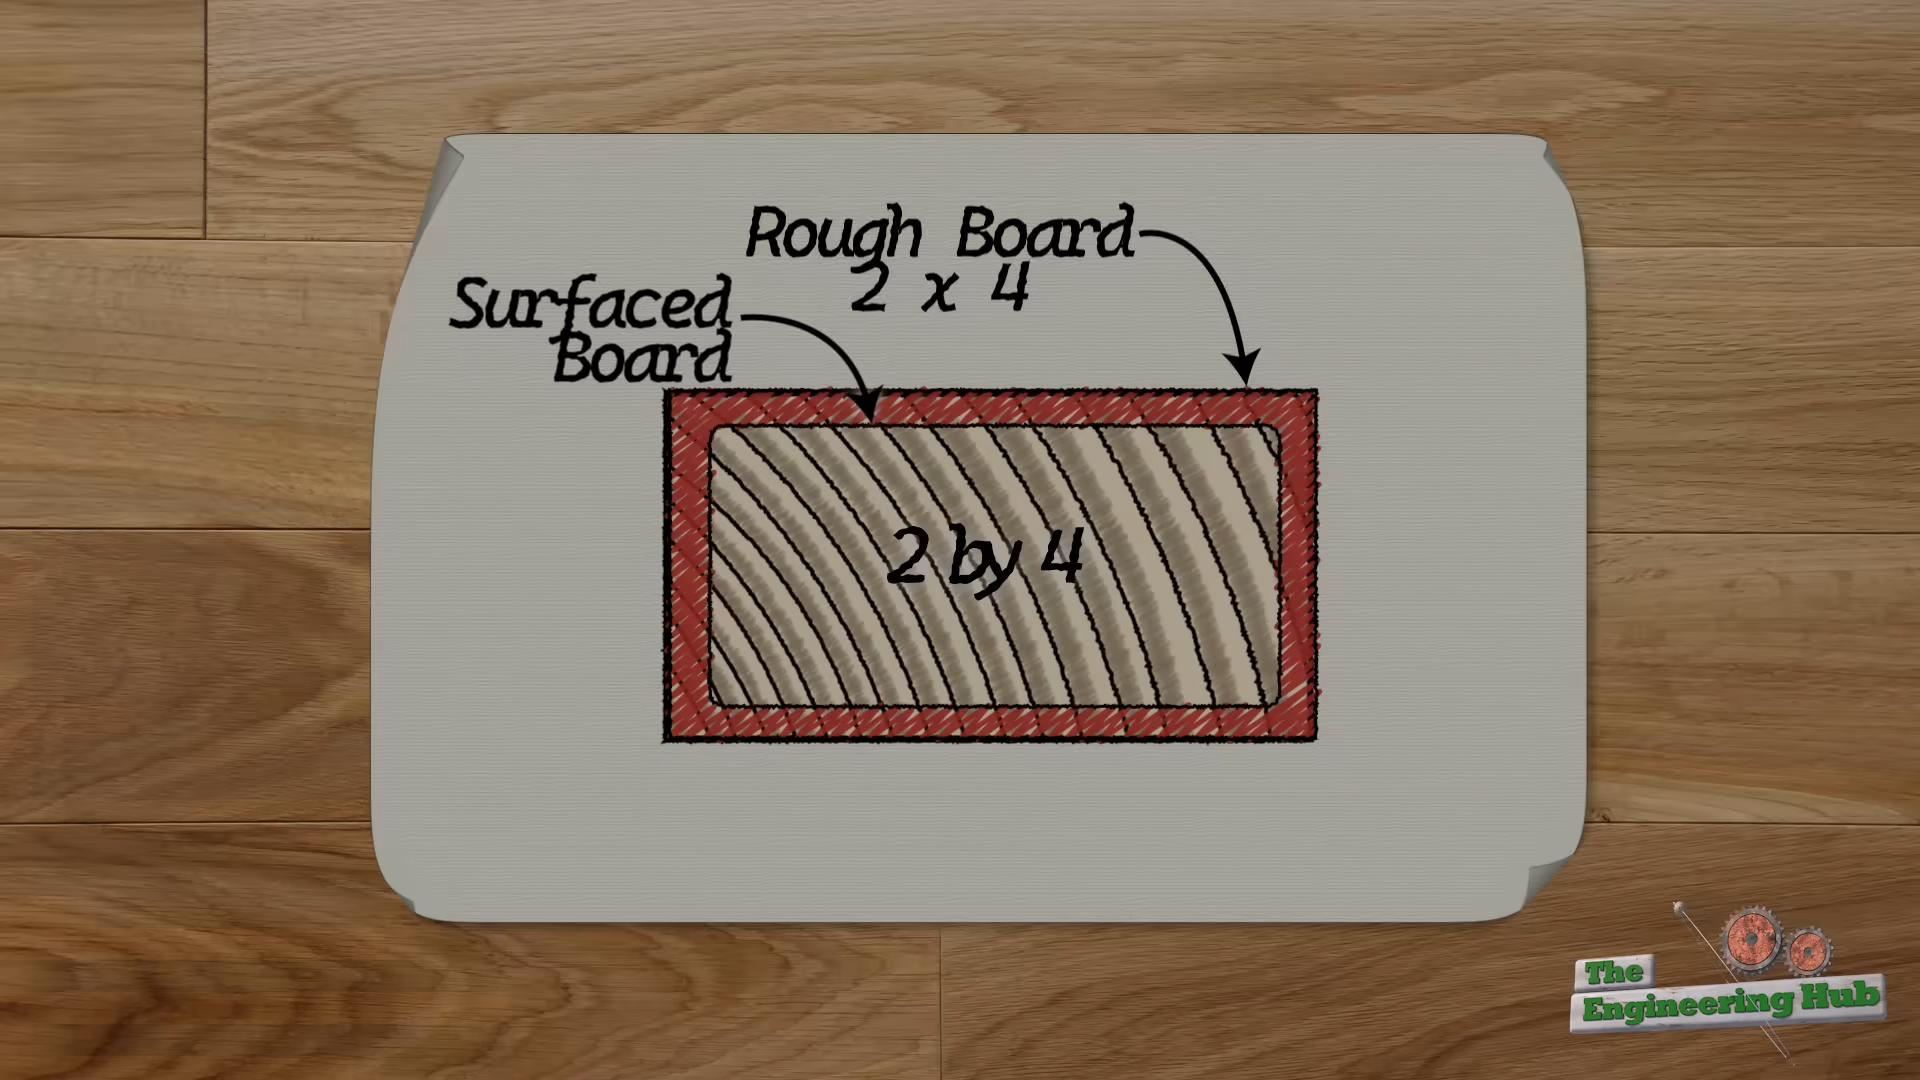 Rough Board
2 x 4
Surfaced
Board
2 by 4
The
Engineering Hub